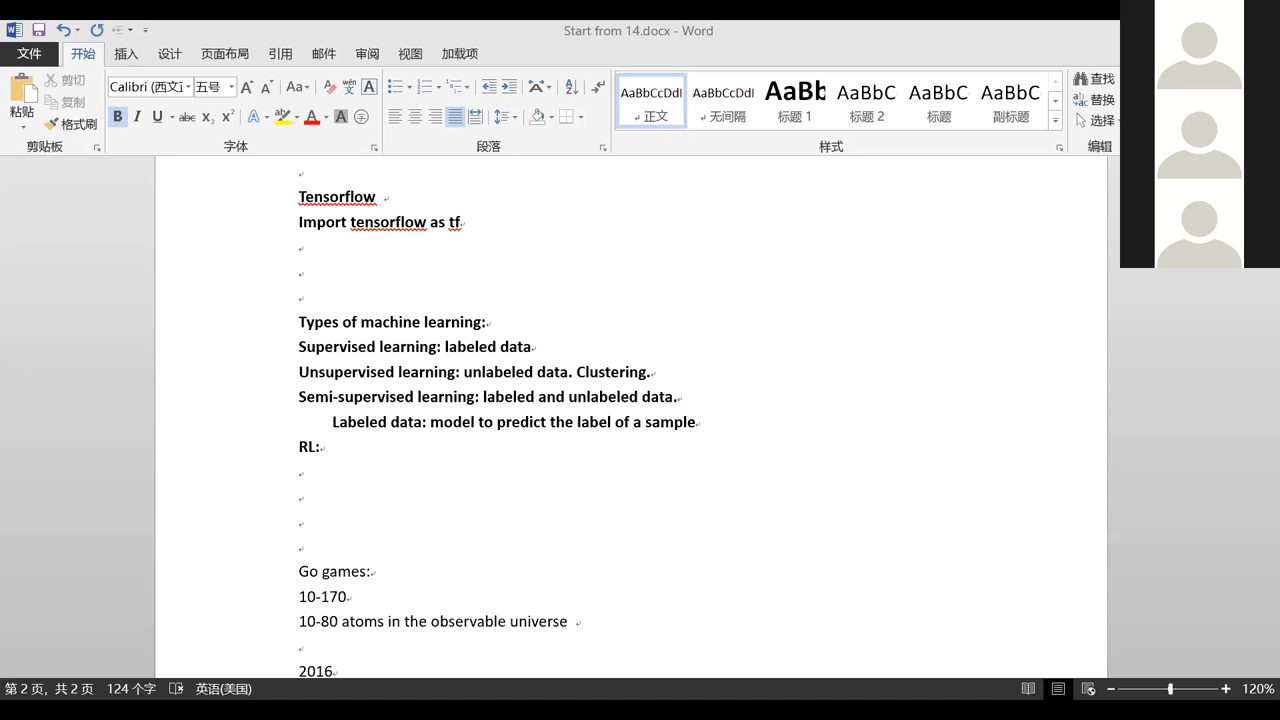 Start from 14.docx - Word
文件 开始 插入 设计 页面布局 引用 邮件 审阅 视图 加载项
剪切
复制
格式刷
粘贴
剪贴板
Calibri (西文 五号
字体
段落
AaBbCcDdI AaBbCcDdI AaBb AaBbC AaBbC AaBbC
正文 无间隔 标题 1 标题 2 标题 副标题
样式
查找
替换
选择
编辑
Tensorflow
Import tensorflow as tf
Types of machine learning:
Supervised learning: labeled data
Unsupervised learning: unlabeled data. Clustering.
Semi-supervised learning: labeled and unlabeled data.
Labeled data: model to predict the label of a sample
RL:
Go games:
10-170
10-80 atoms in the observable universe
2016
第 2 页，共 2 页 124 个字 英语(美国) 120%